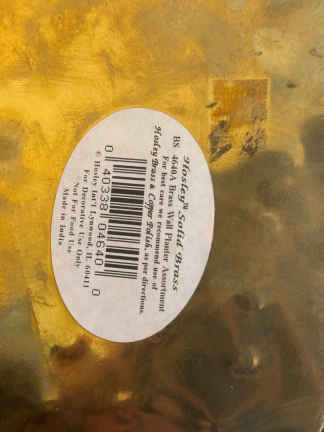 Hosley® Solid Brass
BS 4640A Brass Wall Planter Assortment
For best care we recommend use of
Hosley Brass & Copper Polish, as per directions.
0 40338 04640 0
© Hosley Int'l Lynwood, IL 60411
For Decorative Use Only
Not For Food Use
Made in India